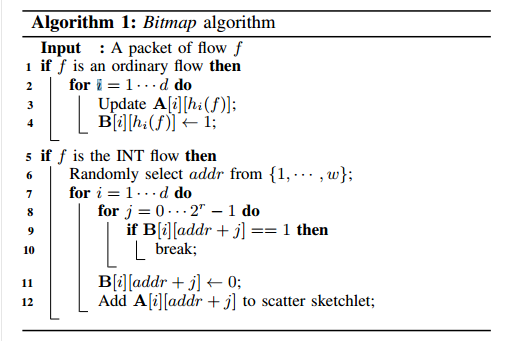 Algorithm 1: Bitmap algorithm
Input : A packet of flow f
1 if f is an ordinary flow then
2 for i = 1 · · · d do
3 Update A[i][hᵢ(f)];
4 B[i][hᵢ(f)] ← 1;
5 if f is the INT flow then
6 Randomly select addr from {1, · · · , w};
7 for i = 1 · · · d do
8 for j = 0 · · · 2ʳ − 1 do
9 if B[i][addr + j] == 1 then
10 break;
11 B[i][addr + j] ← 0;
12 Add A[i][addr + j] to scatter sketchlet;